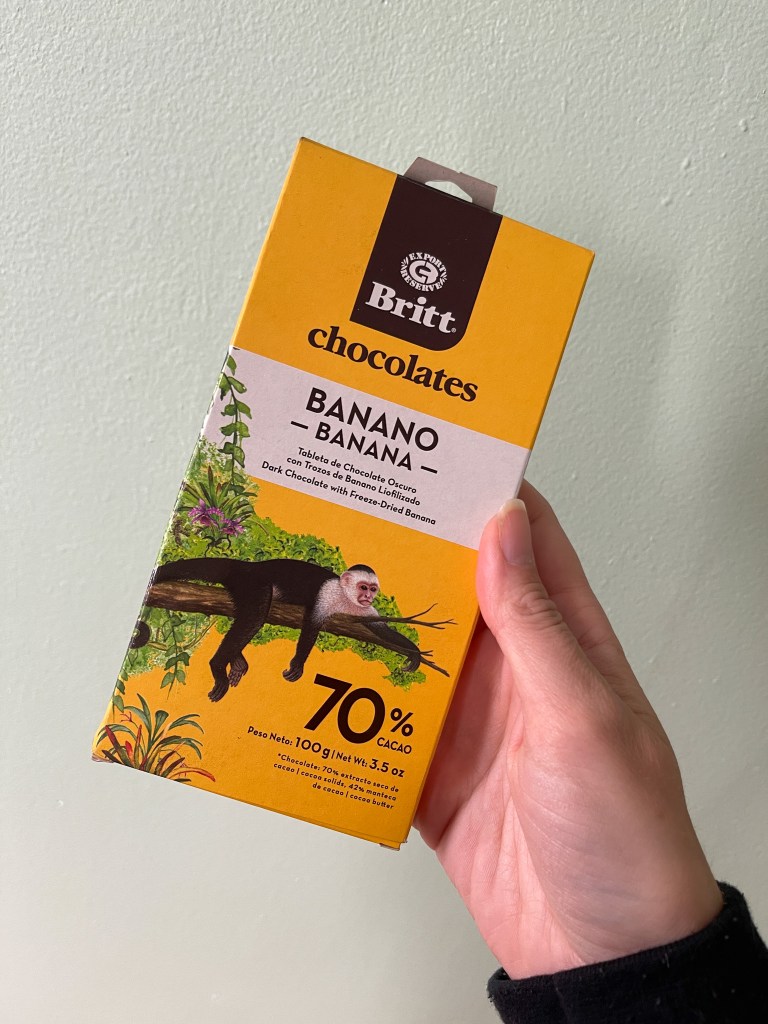 EXPORT
RESERVE
Britt®
chocolates
BANANO
— BANANA —
Tableta de Chocolate Oscuro
con Trozos de Banano Liofilizado
Dark Chocolate with Freeze-Dried Banana
70%
CACAO
Peso Neto: 100g | Net Wt: 3.5 oz
*Chocolate: 70% extracto seco de
cacao | cocoa solids, 42% manteca
de cacao | cocoa butter